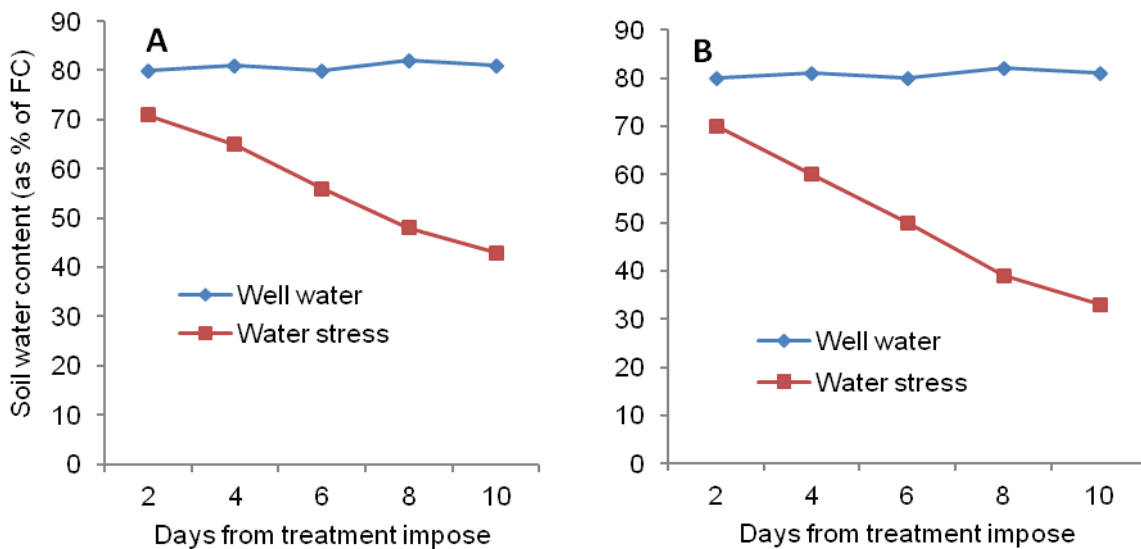 A
Soil water content (as % of FC)
90
80
70
60
50
40
30
20
10
0
Well water
Water stress
2 4 6 8 10
Days from treatment impose
B
90
80
70
60
50
40
30
20
10
0
Well water
Water stress
2 4 6 8 10
Days from treatment impose